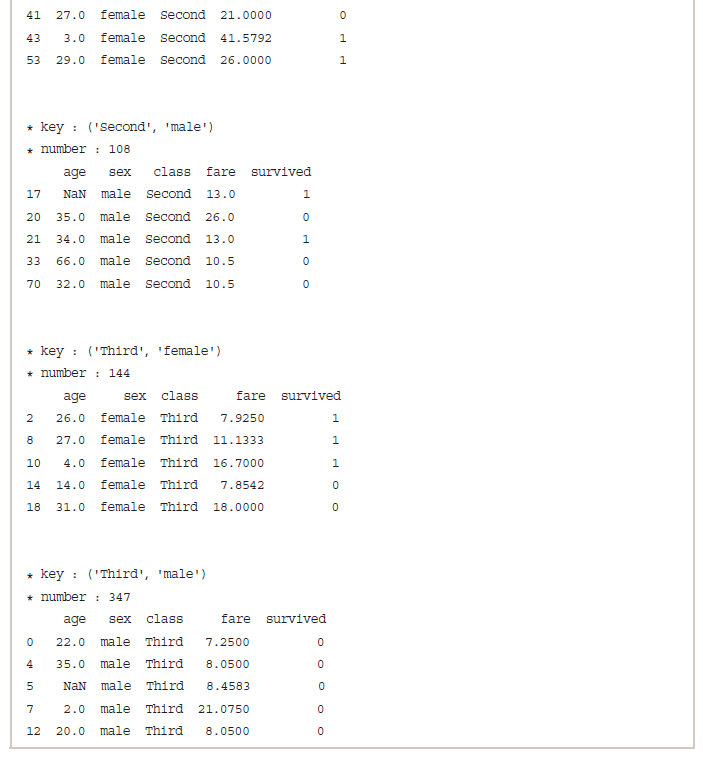 41 27.0 female Second 21.0000 0
43 3.0 female Second 41.5792 1
53 29.0 female Second 26.0000 1
* key : ('Second', 'male')
* number : 108
age sex class fare survived
17 NaN male Second 13.0 1
20 35.0 male Second 26.0 0
21 34.0 male Second 13.0 1
33 66.0 male Second 10.5 0
70 32.0 male Second 10.5 0
* key : ('Third', 'female')
* number : 144
age sex class fare survived
2 26.0 female Third 7.9250 1
8 27.0 female Third 11.1333 1
10 4.0 female Third 16.7000 1
14 14.0 female Third 7.8542 0
18 31.0 female Third 18.0000 0
* key : ('Third', 'male')
* number : 347
age sex class fare survived
0 22.0 male Third 7.2500 0
4 35.0 male Third 8.0500 0
5 NaN male Third 8.4583 0
7 2.0 male Third 21.0750 0
12 20.0 male Third 8.0500 0